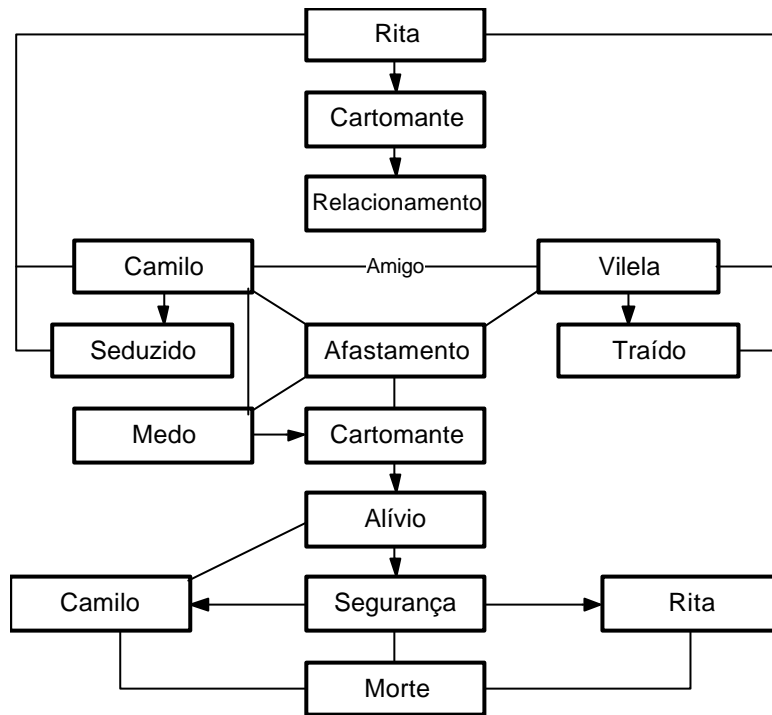 Rita
Cartomante
Relacionamento
Camilo
Amigo
Vilela
Seduzido
Afastamento
Traído
Medo
Cartomante
Alívio
Camilo
Segurança
Rita
Morte